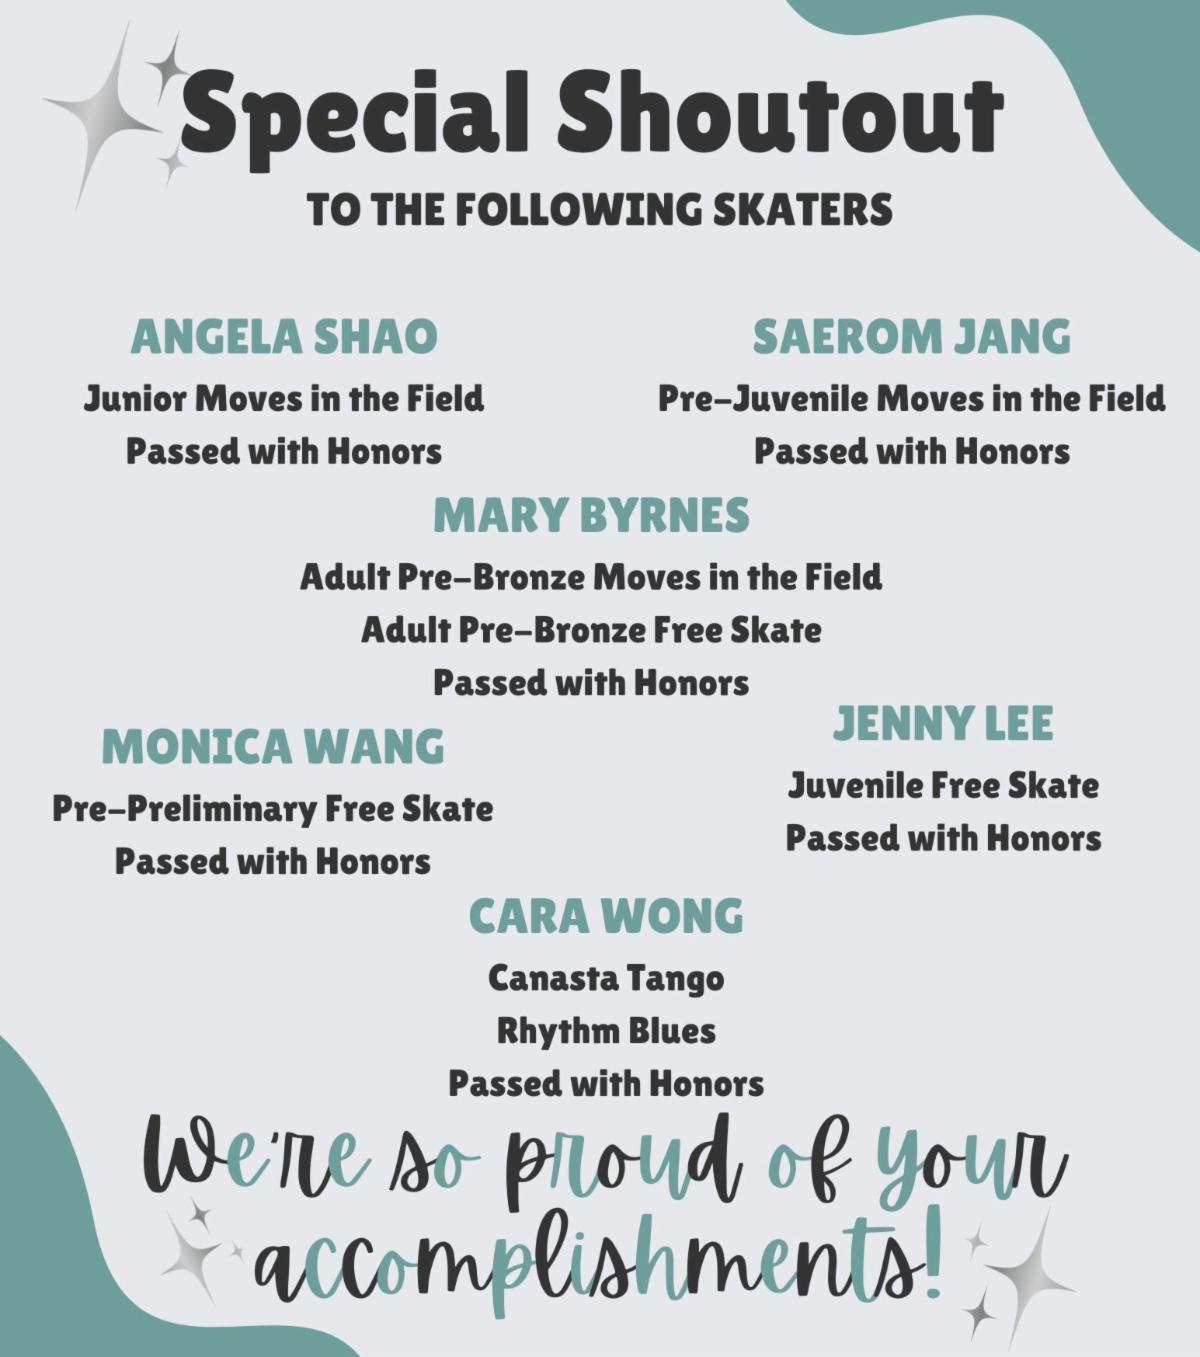 Special Shoutout
TO THE FOLLOWING SKATERS
ANGELA SHAO
Junior Moves in the Field
Passed with Honors
SAEROM JANG
Pre-Juvenile Moves in the Field
Passed with Honors
MARY BYRNES
Adult Pre-Bronze Moves in the Field
Adult Pre-Bronze Free Skate
Passed with Honors
MONICA WANG
Pre-Preliminary Free Skate
Passed with Honors
JENNY LEE
Juvenile Free Skate
Passed with Honors
CARA WONG
Canasta Tango
Rhythm Blues
Passed with Honors
We're so proud of your
accomplishments!